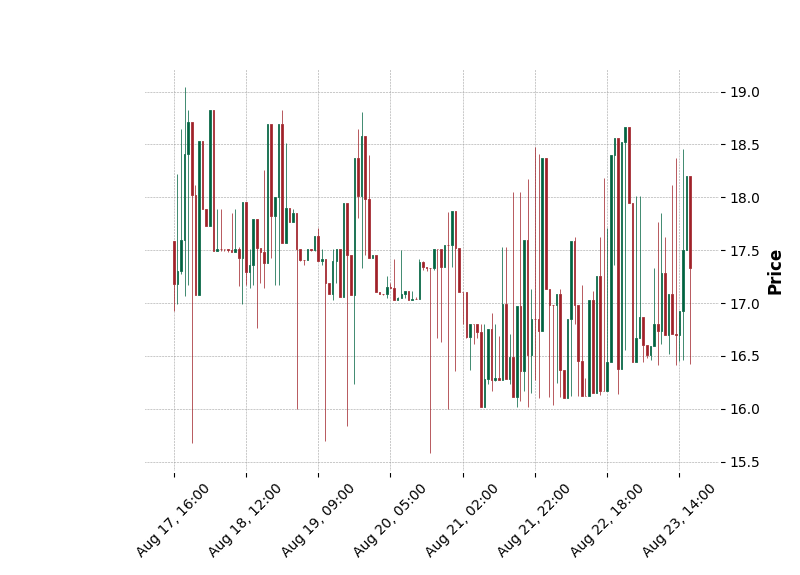 19.0
18.5
18.0
17.5
17.0
16.5
16.0
15.5
Price
Aug 17, 16:00
Aug 18, 12:00
Aug 19, 09:00
Aug 20, 05:00
Aug 21, 02:00
Aug 21, 22:00
Aug 22, 18:00
Aug 23, 14:00